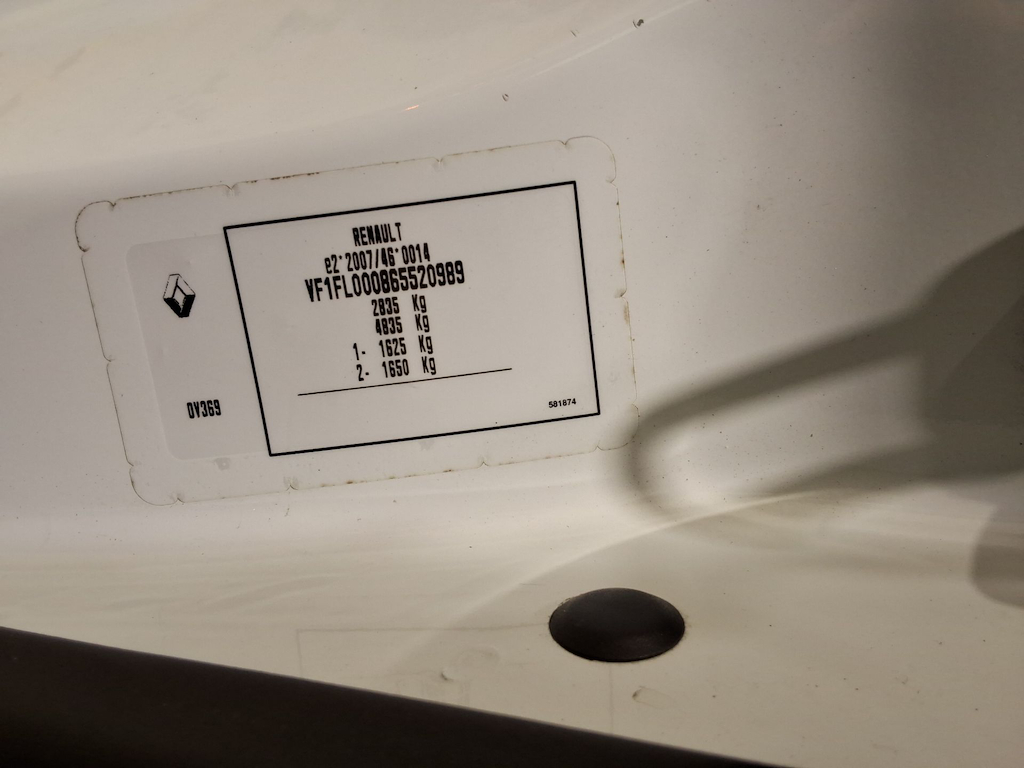 RENAULT
e2*2007/46*0014
VF1FL000865520989
2835 Kg
4835 Kg
1- 1625 Kg
2- 1650 Kg
581874
0V369